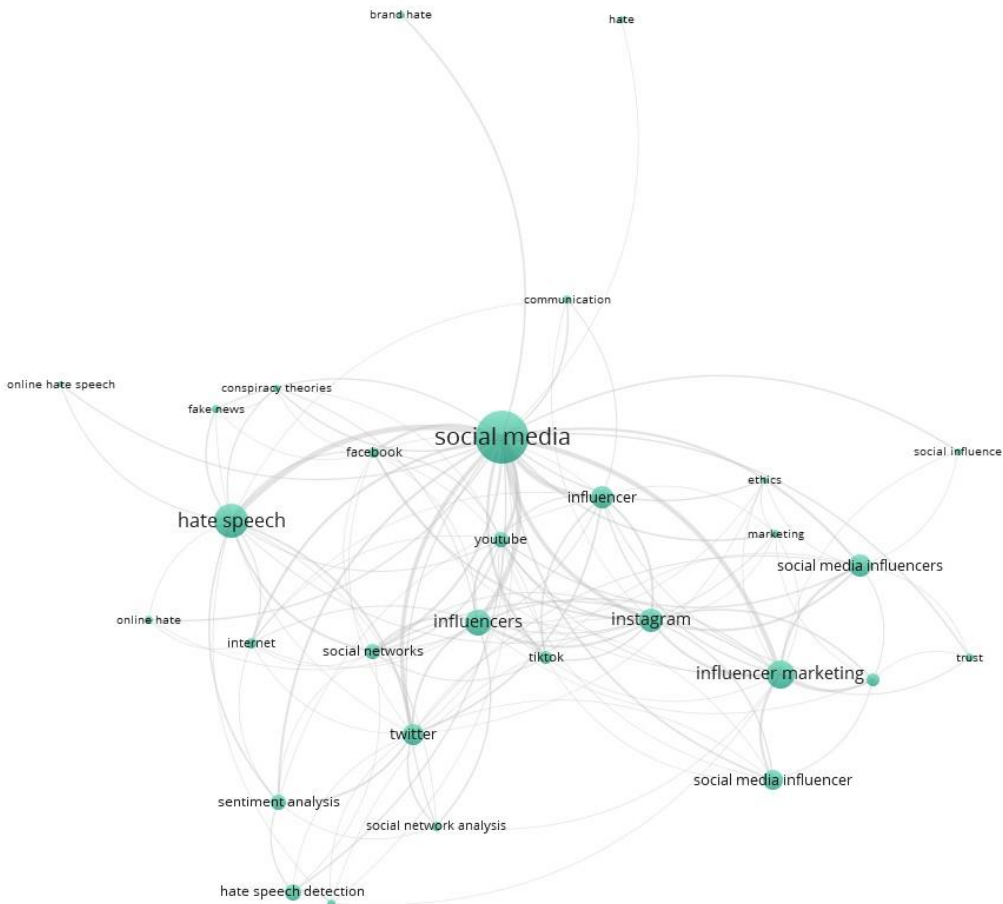 brand hate
hate
communication
online hate speech
conspiracy theories
fake news
social media
facebook
social influence
ethics
influencer
hate speech
marketing
youtube
social media influencers
online hate
influencers
instagram
internet
social networks
tiktok
trust
influencer marketing
twitter
social media influencer
sentiment analysis
social network analysis
hate speech detection